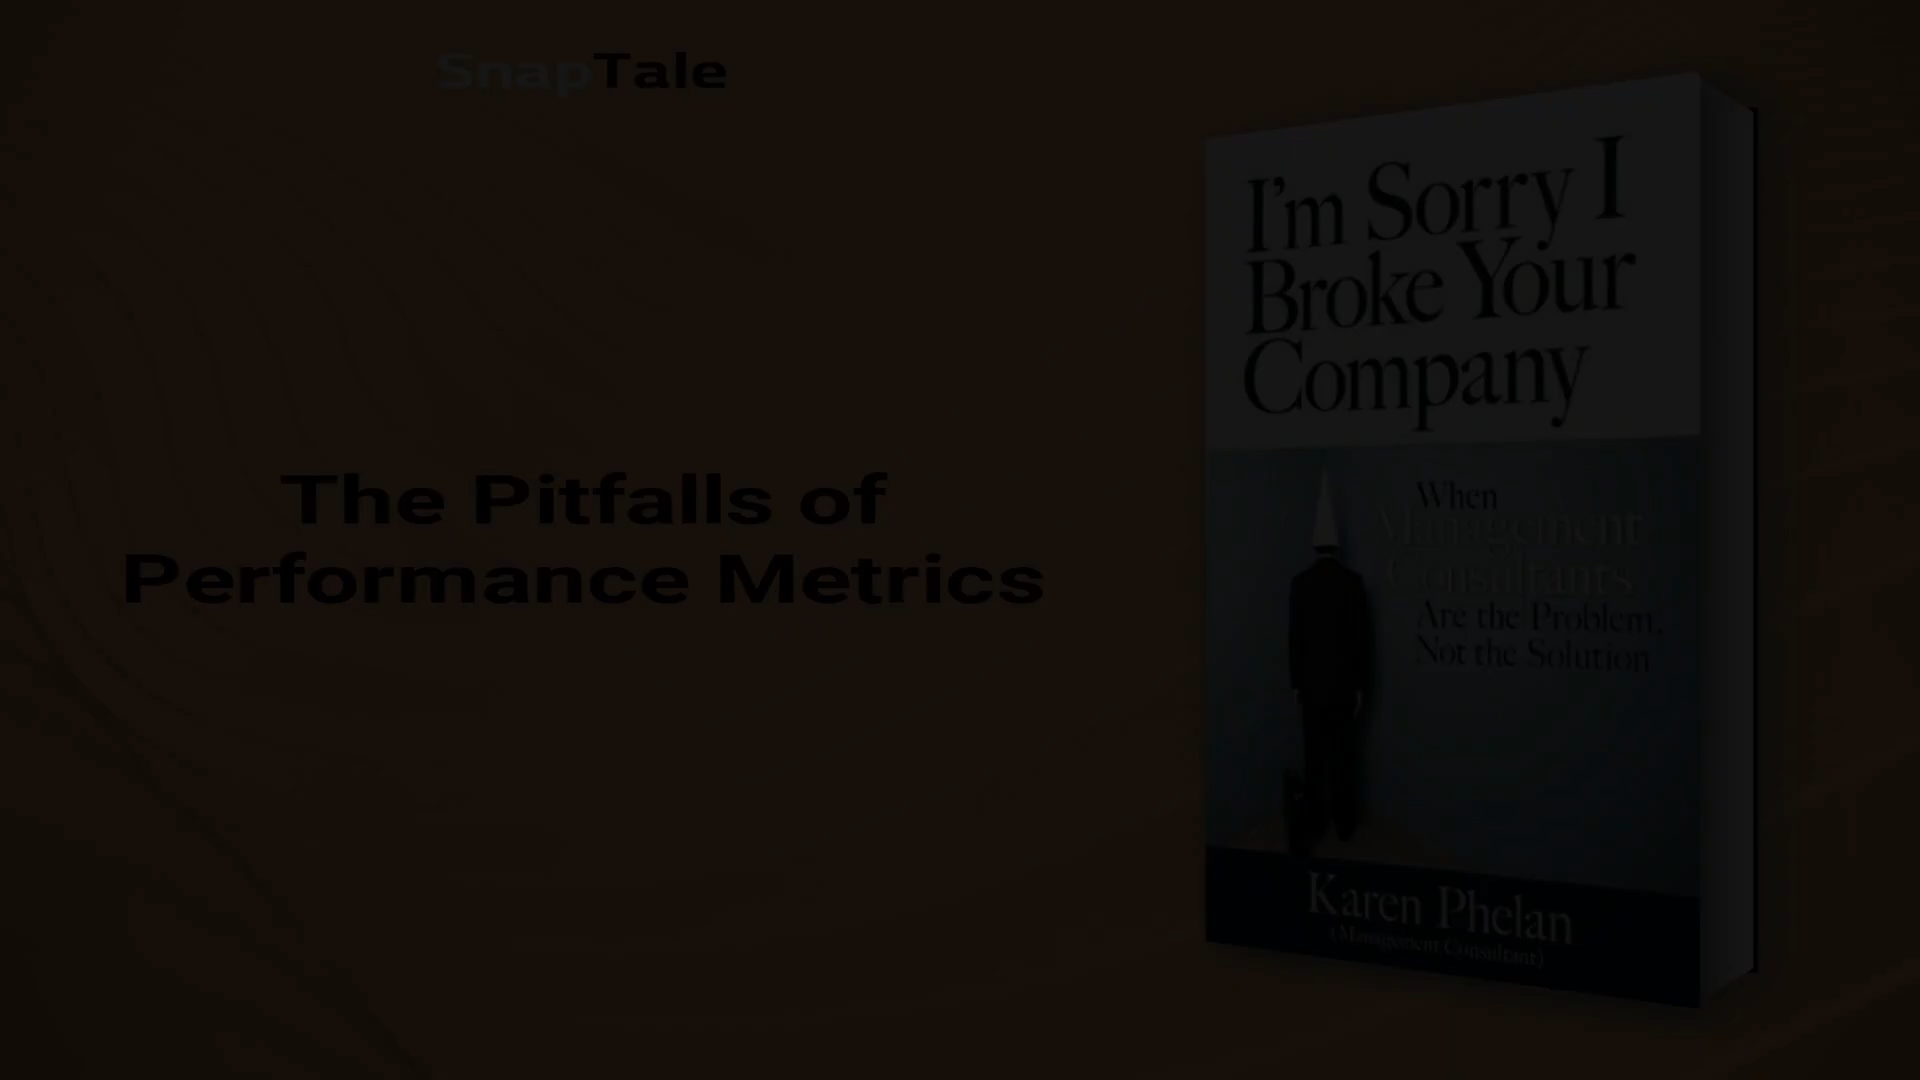 SnapTale
The Pitfalls of
Performance Metrics
I'm Sorry I
Broke Your
Company
When
Management
Consultants
Are the Problem,
Not the Solution
Karen Phelan
(Management Consultant)